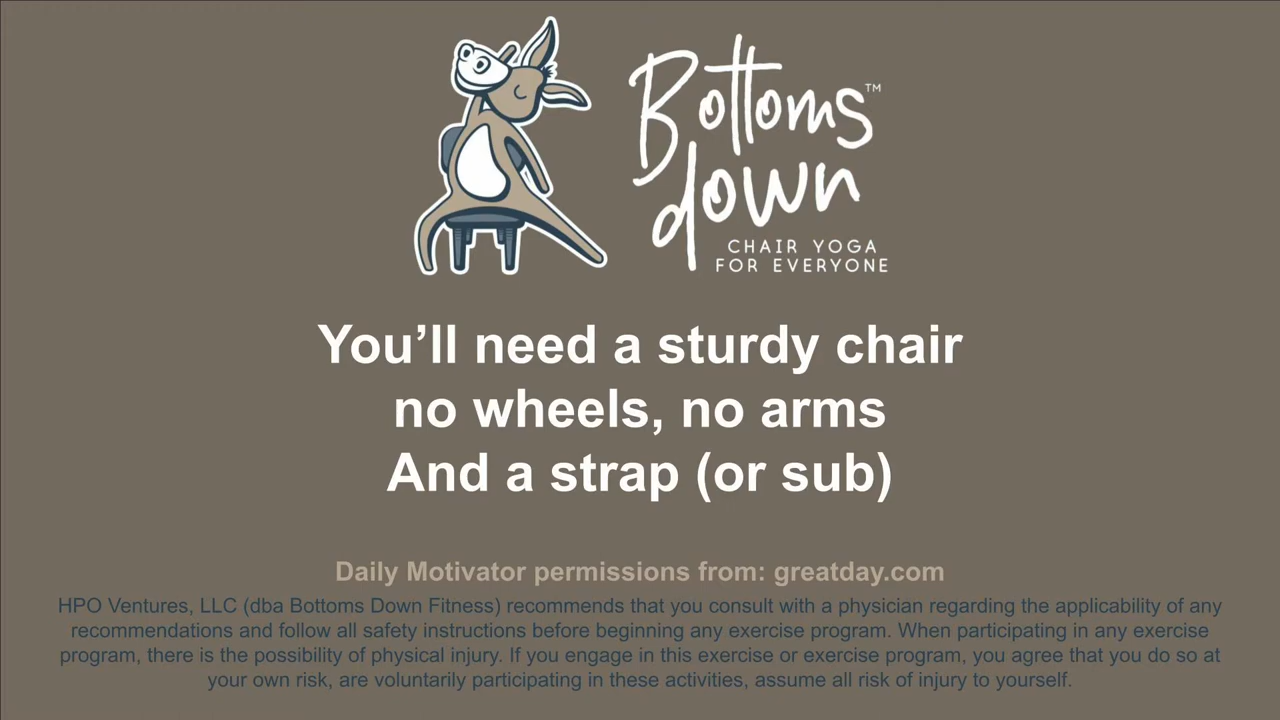 Bottoms™
down
CHAIR YOGA
FOR EVERYONE
You’ll need a sturdy chair
no wheels, no arms
And a strap (or sub)
Daily Motivator permissions from: greatday.com
HPO Ventures, LLC (dba Bottoms Down Fitness) recommends that you consult with a physician regarding the applicability of any
recommendations and follow all safety instructions before beginning any exercise program. When participating in any exercise
program, there is the possibility of physical injury. If you engage in this exercise or exercise program, you agree that you do so at
your own risk, are voluntarily participating in these activities, assume all risk of injury to yourself.